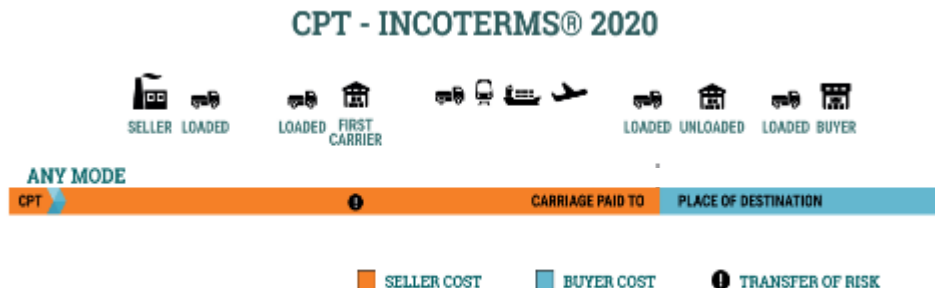 CPT - INCOTERMS® 2020
SELLER LOADED LOADED FIRST CARRIER LOADED UNLOADED LOADED BUYER
ANY MODE
CPT CARRIAGE PAID TO PLACE OF DESTINATION
SELLER COST BUYER COST TRANSFER OF RISK